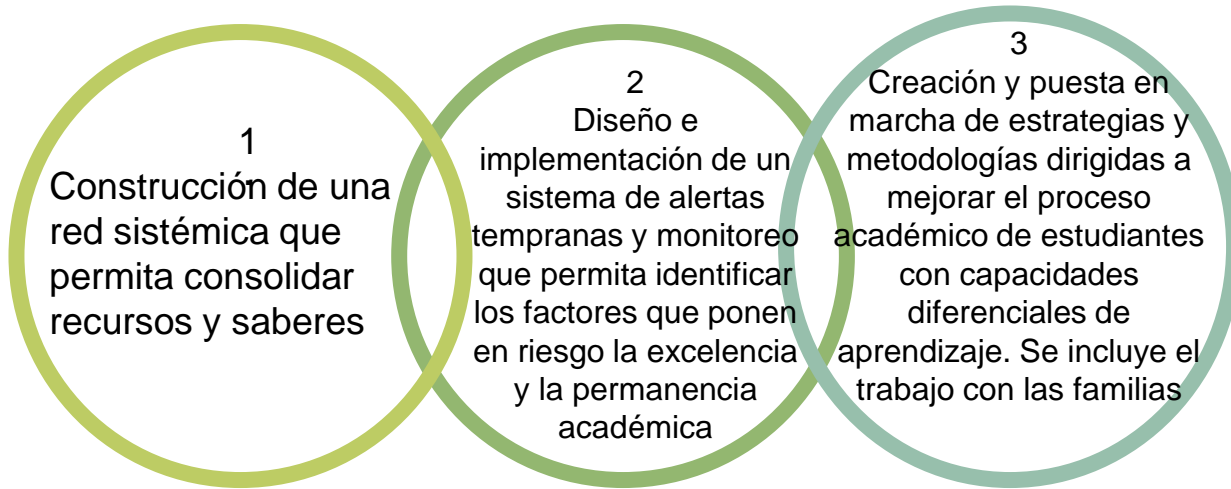 1
Construcción de una
red sistémica que
permita consolidar
recursos y saberes
2
Diseño e
implementación de un
sistema de alertas
tempranas y monitoreo
que permita identificar
los factores que ponen
en riesgo la excelencia
y la permanencia
académica
3
Creación y puesta en
marcha de estrategias y
metodologías dirigidas a
mejorar el proceso
académico de estudiantes
con capacidades
diferenciales de
aprendizaje. Se incluye el
trabajo con las familias